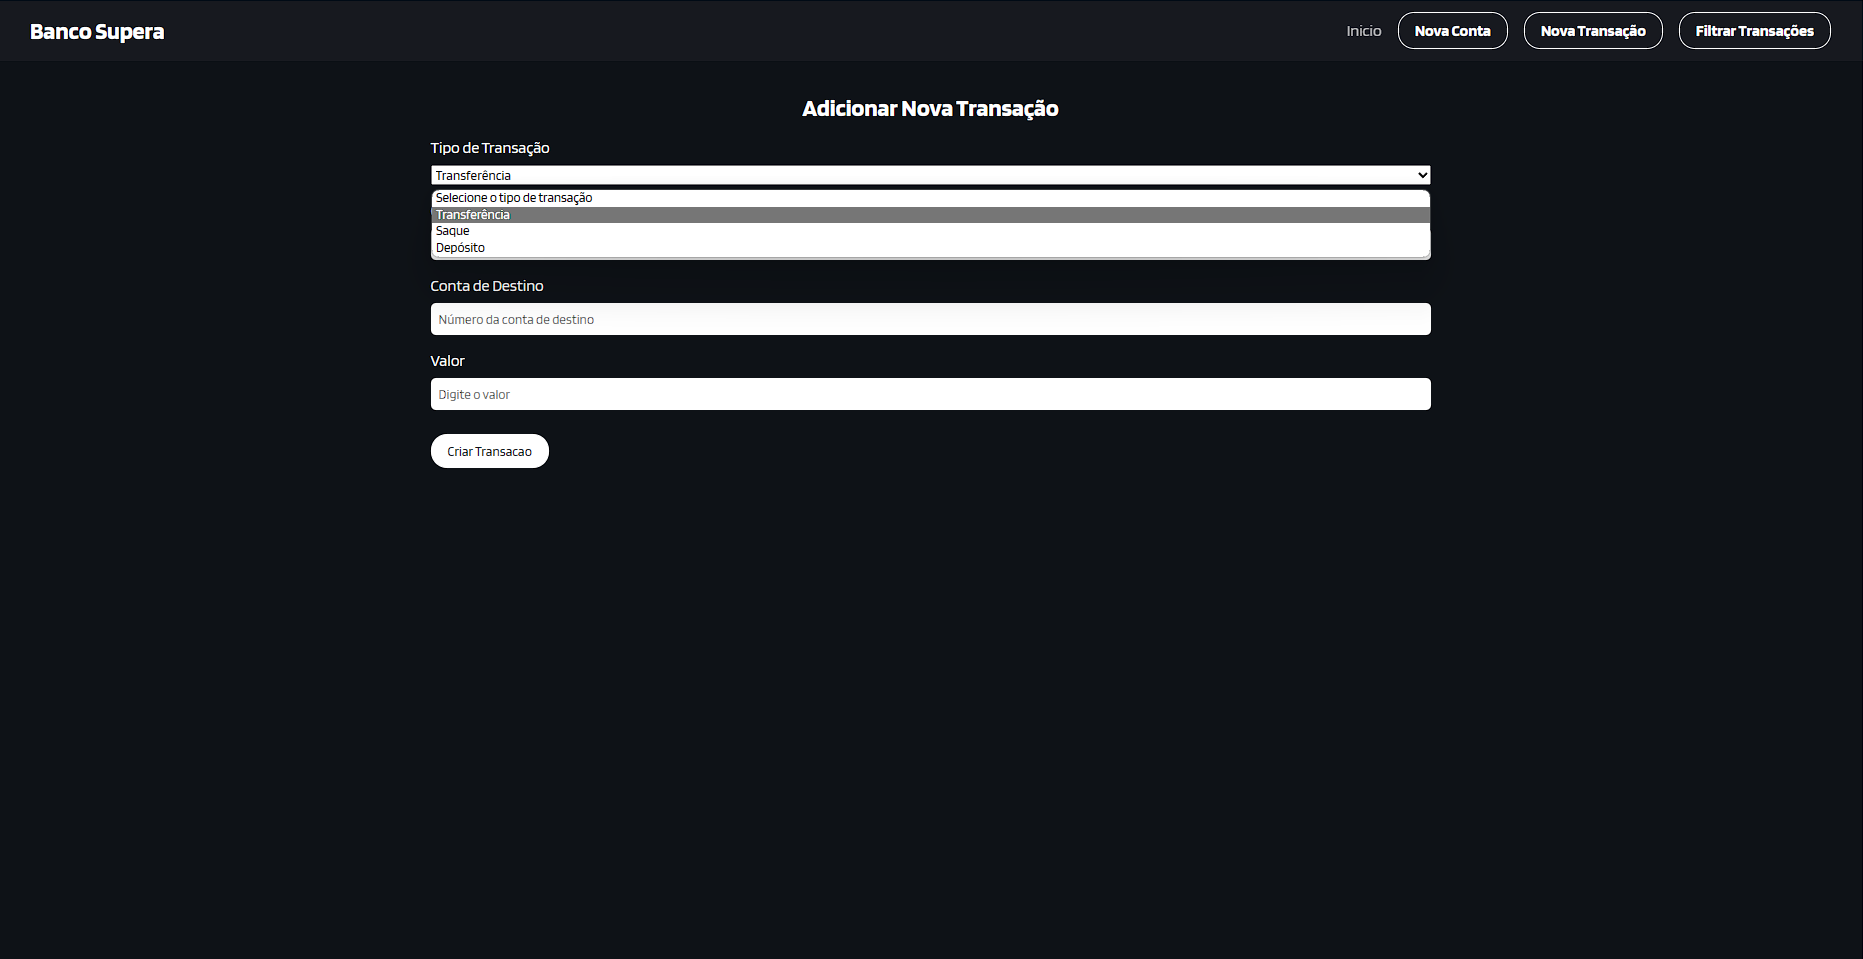 Banco Supera
Inicio Nova Conta Nova Transação Filtrar Transações
Adicionar Nova Transação
Tipo de Transação
Transferência
Selecione o tipo de transação
Transferência
Saque
Depósito
Conta de Destino
Número da conta de destino
Valor
Digite o valor
Criar Transacao